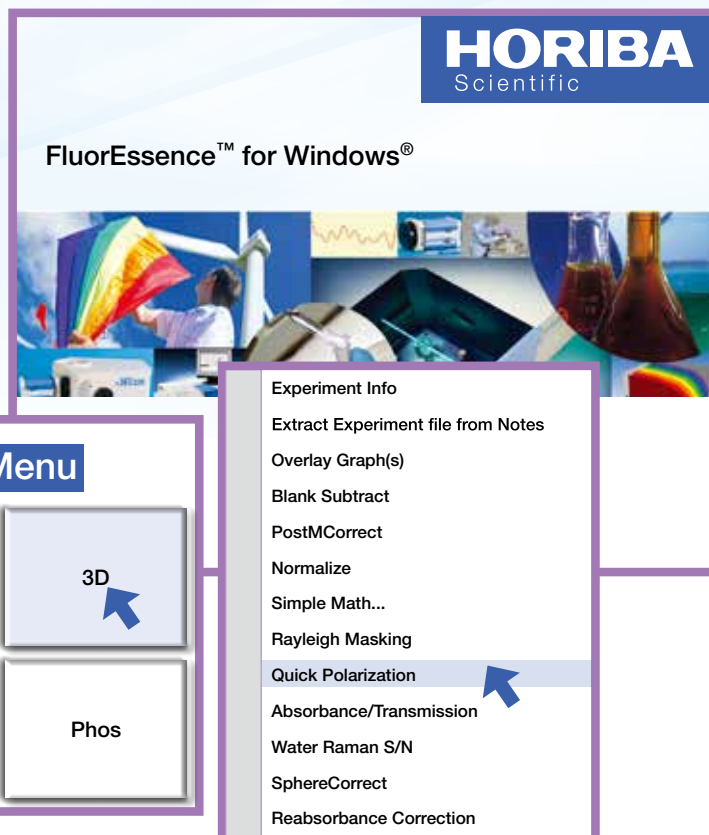 HORIBA
Scientific
FluorEssence™ for Windows®
Menu
3D
Phos
Experiment Info
Extract Experiment file from Notes
Overlay Graph(s)
Blank Subtract
PostMCorrect
Normalize
Simple Math...
Rayleigh Masking
Quick Polarization
Absorbance/Transmission
Water Raman S/N
SphereCorrect
Reabsorbance Correction